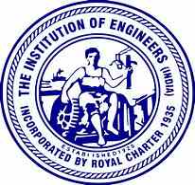 THE INSTITUTION OF ENGINEERS (INDIA)
ESTABLISHED 1920
INCORPORATED BY ROYAL CHARTER 1935